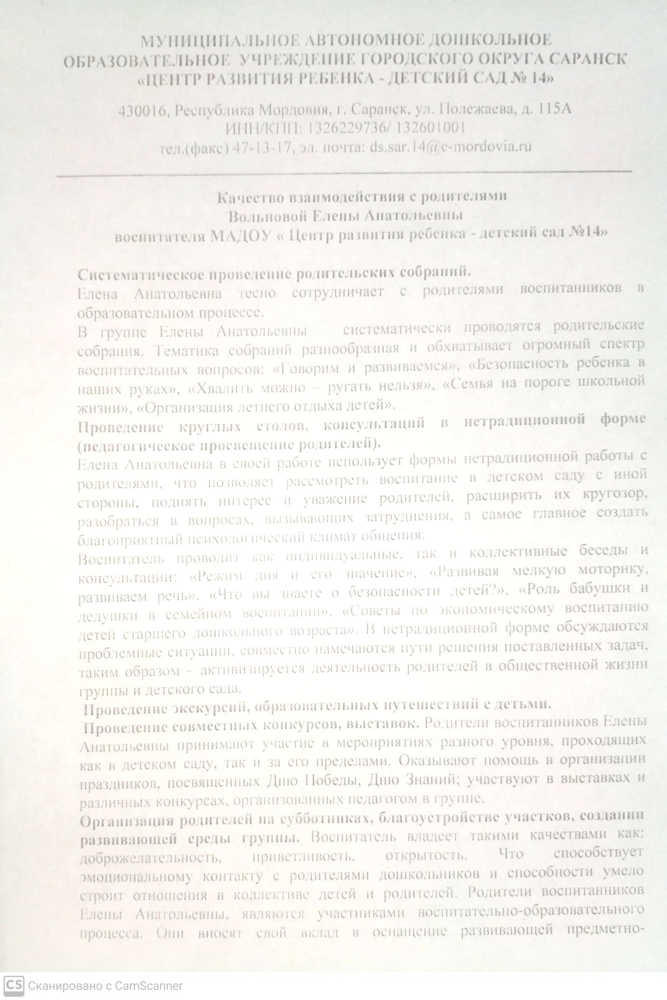 МУНИЦИПАЛЬНОЕ АВТОНОМНОЕ ДОШКОЛЬНОЕ
ОБРАЗОВАТЕЛЬНОЕ УЧРЕЖДЕНИЕ ГОРОДСКОГО ОКРУГА САРАНСК
«ЦЕНТР РАЗВИТИЯ РЕБЕНКА - ДЕТСКИЙ САД № 14»
430016, Республика Мордовия, г. Саранск, ул. Полежаева, д. 115А
ИНН/КПП: 1326229736/ 132601001
тел.(факс) 47-13-17, эл. почта: ds.sar.14@e-mordovia.ru
Качество взаимодействия с родителями
Вольновой Елены Анатольевны
воспитателя МАДОУ « Центр развития ребенка - детский сад №14»
Систематическое проведение родительских собраний.
Елена Анатольевна тесно сотрудничает с родителями воспитанников в
образовательном процессе.
В группе Елены Анатольевны систематически проводятся родительские
собрания. Тематика собраний разнообразная и обхватывает огромный спектр
воспитательных вопросов: «Говорим и развиваемся», «Безопасность ребенка в
наших руках», «Хвалить можно – ругать нельзя», «Семья на пороге школьной
жизни», «Организация летнего отдыха детей».
Проведение круглых столов, консультаций в нетрадиционной форме
(педагогическое просвещение родителей).
Елена Анатольевна в своей работе использует формы нетрадиционной работы с
родителями, что позволяет рассмотреть воспитание в детском саду с иной
стороны, поднять интерес и уважение родителей, расширить их кругозор,
разобраться в вопросах, вызывающих затруднения, а самое главное создать
благоприятный психологический климат общения.
Воспитатель проводит как индивидуальные, так и коллективные беседы и
консультации: «Режим дня и его значение», «Развивая мелкую моторику,
развиваем речь», «Что вы знаете о безопасности детей?», «Роль бабушки и
дедушки в семейном воспитании», «Советы по экономическому воспитанию
детей старшего дошкольного возраста». В нетрадиционной форме обсуждаются
проблемные ситуации, совместно намечаются пути решения поставленных задач,
таким образом – активизируется деятельность родителей в общественной жизни
группы и детского сада.
Проведение экскурсий, образовательных путешествий с детьми.
Проведение совместных конкурсов, выставок. Родители воспитанников Елены
Анатольевны принимают участие в мероприятиях разного уровня, проходящих
как в детском саду, так и за его пределами. Оказывают помощь в организации
праздников, посвященных Дню Победы, Дню Знаний; участвуют в выставках и
различных конкурсах, организованных педагогом в группе.
Организация родителей на субботниках, благоустройстве участков, создании
развивающей среды группы. Воспитатель владеет такими качествами как:
доброжелательность, приветливость, открытость. Что способствует
эмоциональному контакту с родителями дошкольников и способности умело
строит отношения в коллективе детей и родителей. Родители воспитанников
Елены Анатольевны, являются участниками воспитательно-образовательного
процесса. Они вносят свой вклад в оснащение развивающей предметно-
CS Сканировано с CamScanner